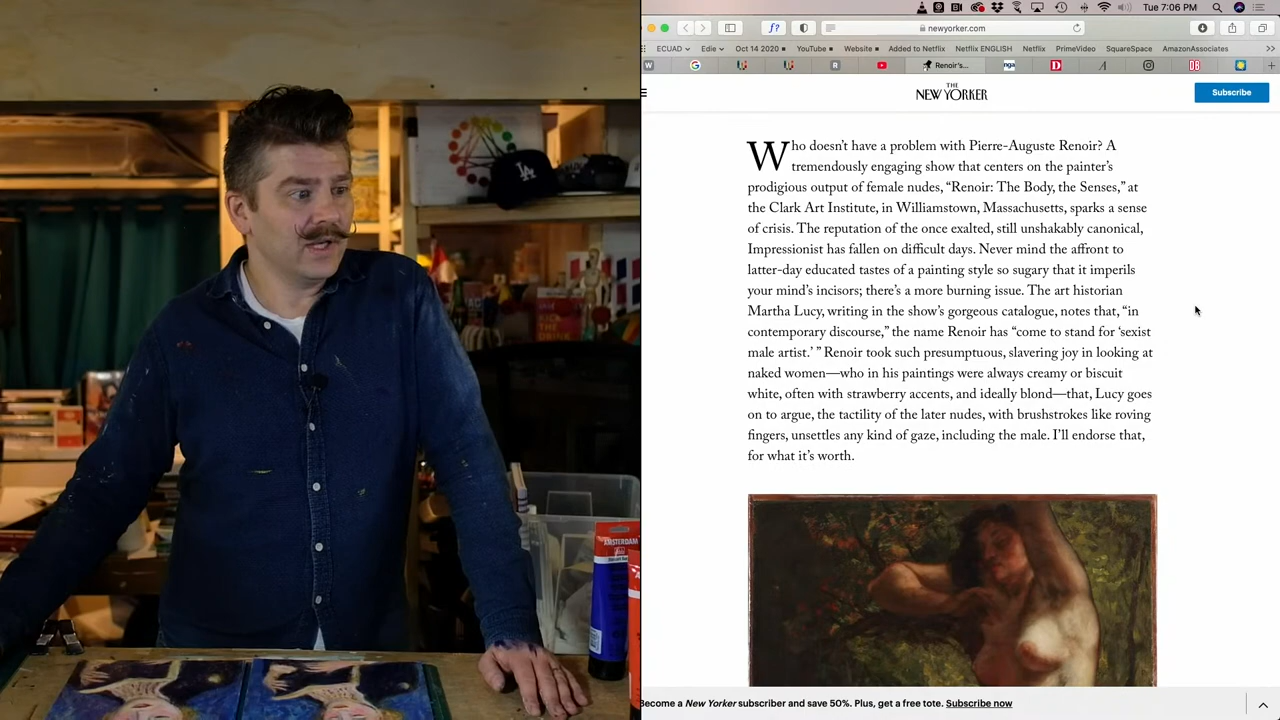 Tue 7:06 PM
f?
newyorker.com
ECUAD
Edie
Oct 14 2020
YouTube
Website
Added to Netflix
Netflix ENGLISH
Netflix
PrimeVideo
SquareSpace
AmazonAssociates
W
G
R
Renoir's...
nga
D
A
DB
THE
NEW YORKER
Subscribe
Who doesn't have a problem with Pierre-Auguste Renoir? A
tremendously engaging show that centers on the painter's
prodigious output of female nudes, “Renoir: The Body, the Senses,” at
the Clark Art Institute, in Williamstown, Massachusetts, sparks a sense
of crisis. The reputation of the once exalted, still unshakably canonical,
Impressionist has fallen on difficult days. Never mind the affront to
latter-day educated tastes of a painting style so sugary that it imperils
your mind's incisors; there's a more burning issue. The art historian
Martha Lucy, writing in the show's gorgeous catalogue, notes that, “in
contemporary discourse,” the name Renoir has “come to stand for ‘sexist
male artist.’ ” Renoir took such presumptuous, slavering joy in looking at
naked women—who in his paintings were always creamy or biscuit
white, often with strawberry accents, and ideally blond—that, Lucy goes
on to argue, the tactility of the later nudes, with brushstrokes like roving
fingers, unsettles any kind of gaze, including the male. I'll endorse that,
for what it's worth.
Become a New Yorker subscriber and save 50%. Plus, get a free tote. Subscribe now
LA
AMSTERDAM